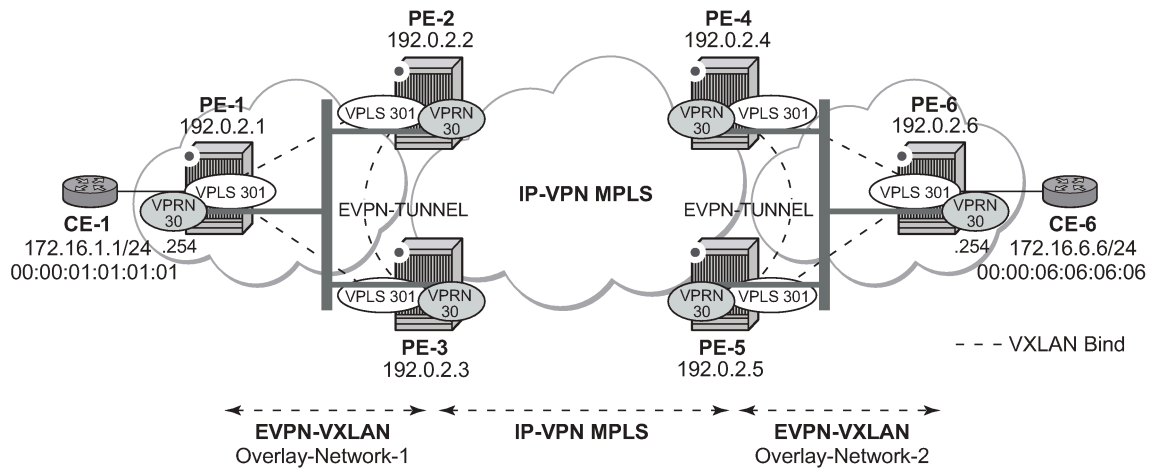 PE-2
192.0.2.2
VPLS 301
VPRN
30
PE-4
192.0.2.4
VPLS 301
VPRN
30
PE-1
192.0.2.1
VPLS 301
VPRN
30
.254
CE-1
172.16.1.1/24
00:00:01:01:01:01
EVPN-TUNNEL
IP-VPN MPLS
EVPN-TUNNEL
PE-6
192.0.2.6
VPLS 301
VPRN
30
.254
CE-6
172.16.6.6/24
00:00:06:06:06:06
VPLS 301
VPRN
30
PE-3
192.0.2.3
VPRN
30
VPLS 301
PE-5
192.0.2.5
VXLAN Bind
EVPN-VXLAN
Overlay-Network-1
IP-VPN MPLS
EVPN-VXLAN
Overlay-Network-2